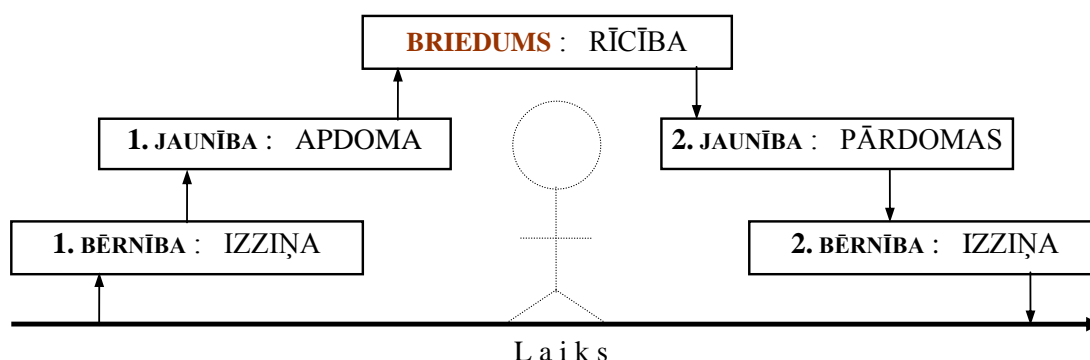 BRIEDUMS : RĪCĪBA
1. JAUNĪBA : APDOMA
2. JAUNĪBA : PĀRDOMAS
1. BĒRNĪBA : IZZIŅA
2. BĒRNĪBA : IZZIŅA
Laiks